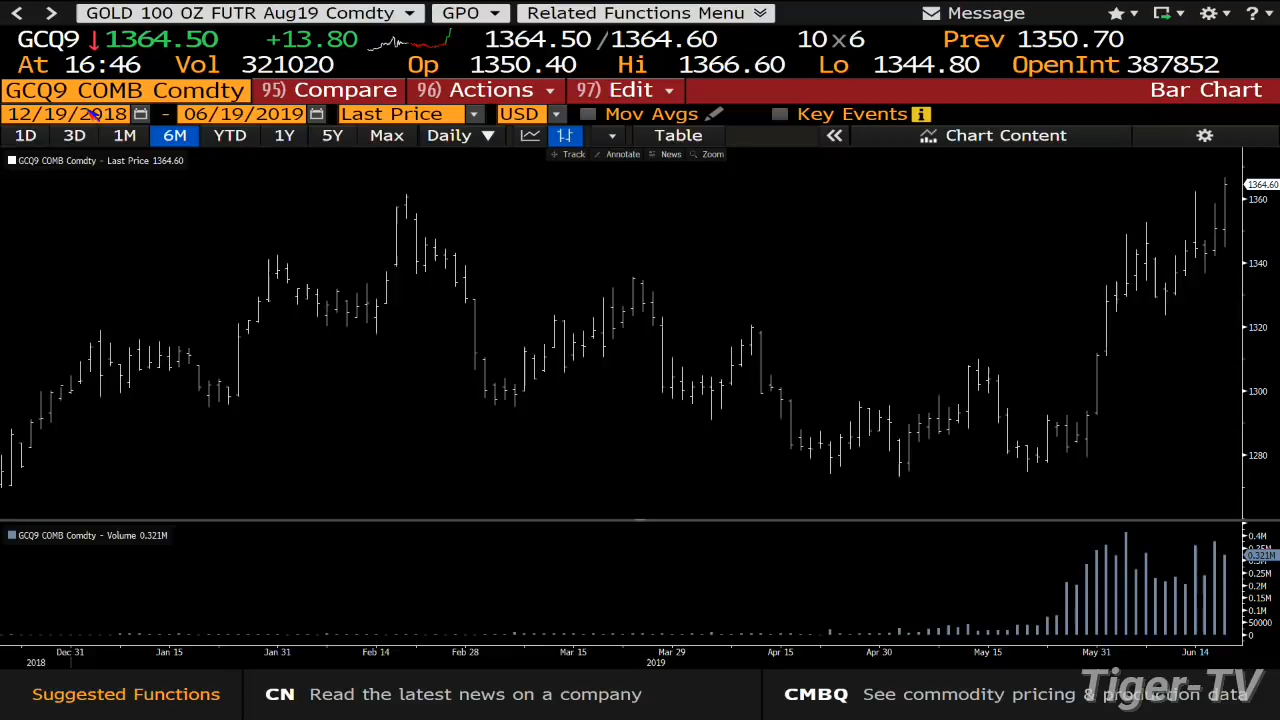 GOLD 100 OZ FUTR Aug19 Comdty GPO Related Functions Menu Message ?
GCQ9 ↓1364.50 +13.80 1364.50/1364.60 10×6 Prev 1350.70
At 16:46 Vol 321020 Op 1350.40 Hi 1366.60 Lo 1344.80 OpenInt 387852
GCQ9 COMB Comdty 95) Compare 96) Actions 97) Edit Bar Chart
12/19/2018 - 06/19/2019 Last Price USD Mov Avgs Key Events i
1D 3D 1M 6M YTD 1Y 5Y Max Daily ▼ Table « Chart Content
Track Annotate News Zoom
GCQ9 COMB Comdty - Last Price 1364.60
1364.60
1360
1340
1320
1300
1280
GCQ9 COMB Comdty - Volume 0.321M
0.4M
0.321M
0.25M
0.2M
0.15M
0.1M
50000
0
Dec 31 Jan 15 Jan 31 Feb 14 Feb 28 Mar 15 Mar 29 Apr 15 Apr 30 May 15 May 31 Jun 14
2018 2019
Suggested Functions CN Read the latest news on a company CMBQ See commodity pricing & production data
Tiger-TV